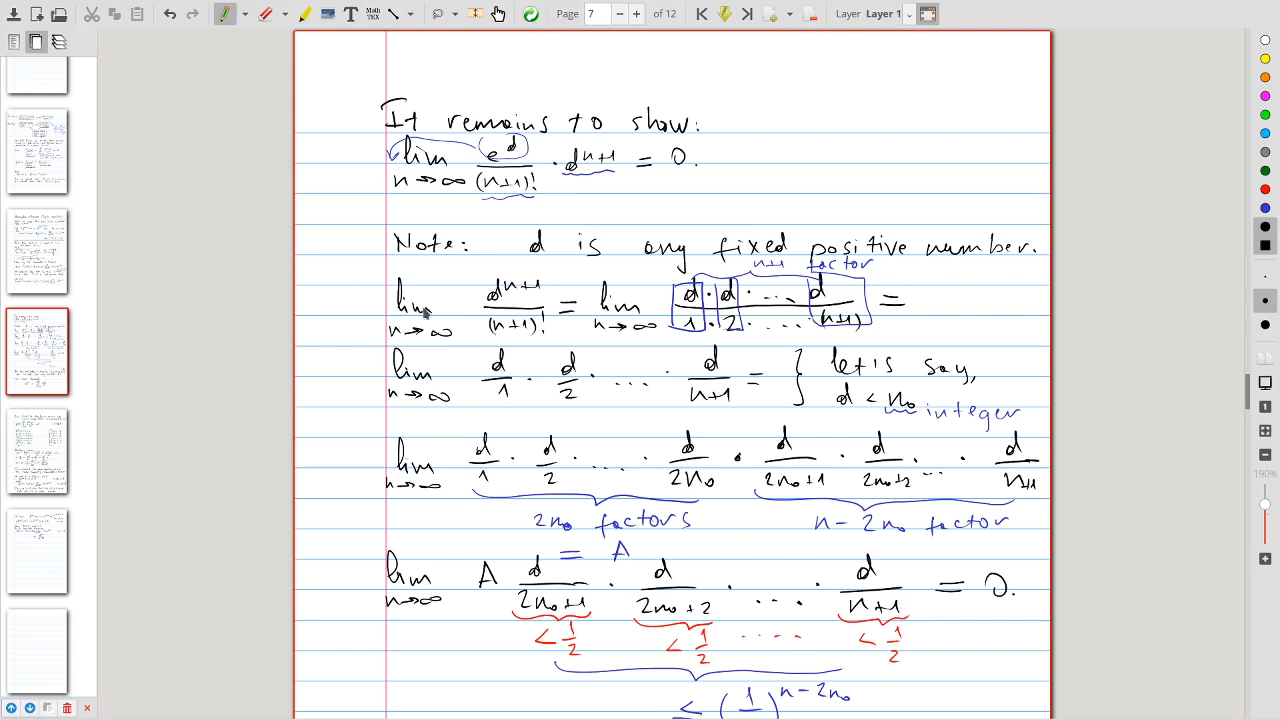 Page 7 of 12 Layer Layer 1
It remains to show:
lim n→∞ e^d/(n+1)! · d^(n+1) = 0.
Note: d is any fixed positive number.
n+1 factor
lim n→∞ d^(n+1)/(n+1)! = lim n→∞ (d · d · ... d)/(1 · 2 · ... · (n+1)) =
lim n→∞ d/1 · d/2 · ... · d/(n+1) = } let's say,
d < n₀ integer
lim n→∞ d/1 · d/2 · ... · d/(2n₀) · d/(2n₀+1) · d/(2n₀+2) · ... · d/(n+1)
2n₀ factors n-2n₀ factor
= A
lim n→∞ A d/(2n₀+1) · d/(2n₀+2) · ... · d/(n+1) = 0.
< 1/2 < 1/2 .... < 1/2
190%